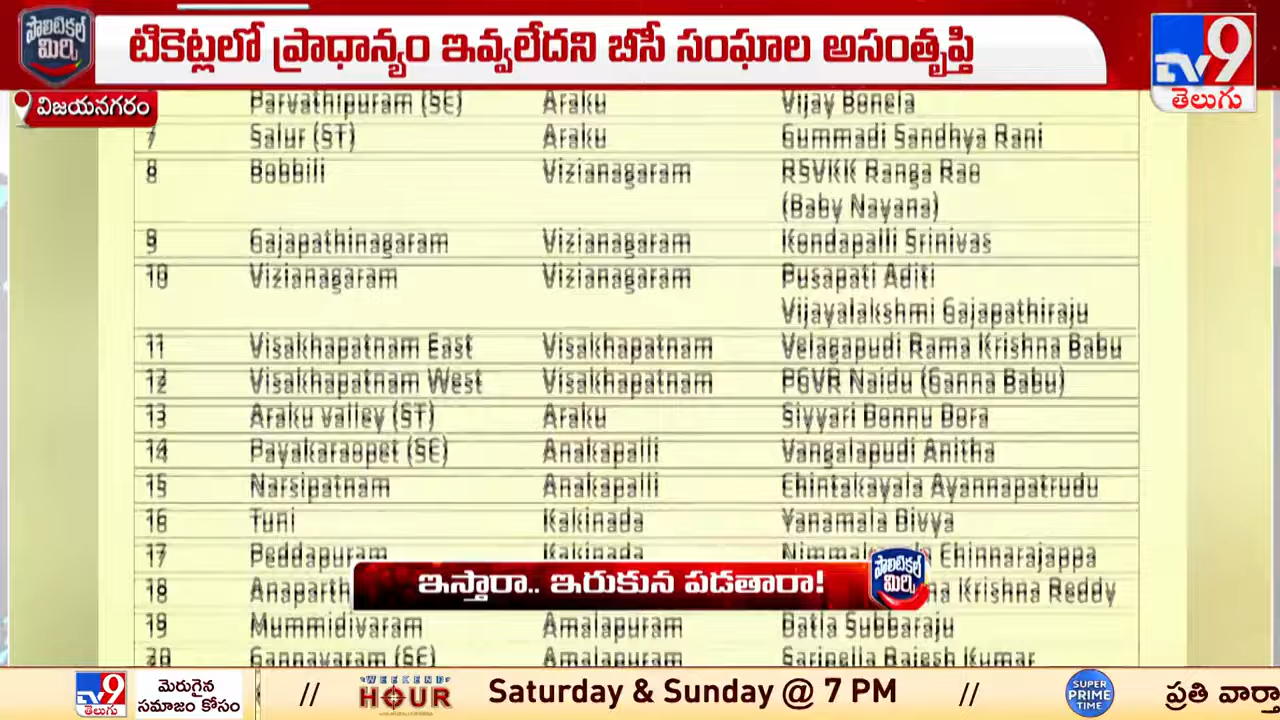 పొలిటికల్ మిర్చి
టికెట్లలో ప్రాధాన్యం ఇవ్వలేదని బీసీ సంఘాల అసంతృప్తి
TV9
తెలుగు
విజయనగరం
Parvathipuram (SC) Araku Vijay Bonela
7 Salur (ST) Araku Gummadi Sandhya Rani
8 Bobbili Vizianagaram RSVKK Ranga Rao
(Baby Nayana)
9 Gajapathinagaram Vizianagaram Kondapalli Srinivas
10 Vizianagaram Vizianagaram Pusapati Aditi
Vijayalakshmi Gajapathiraju
11 Visakhapatnam East Visakhapatnam Velagapudi Rama Krishna Babu
12 Visakhapatnam West Visakhapatnam PGVR Naidu (Ganna Babu)
13 Araku valley (ST) Araku Siyyari Donnu Dora
14 Payakaraopet (SC) Anakapalli Vangalapudi Anitha
15 Narsipatnam Anakapalli Chintakayala Ayannapatrudu
16 Tuni Kakinada Yanamala Divya
17 Peddapuram Kakinada Chinnarajappa
18 Krishna Reddy
19 Mummidivaram Amalapuram Datla Subbaraju
20 Gannavaram (SC) Amalapuram Saripella Rajesh Kumar
ఇస్తారా.. ఇరుకున పడతారా!
పొలిటికల్ మిర్చి
TV9 తెలుగు
మెరుగైన
సమాజం కోసం
// WEEKEND HOUR Saturday & Sunday @ 7 PM // SUPER PRIME TIME ప్రతి వార్తా